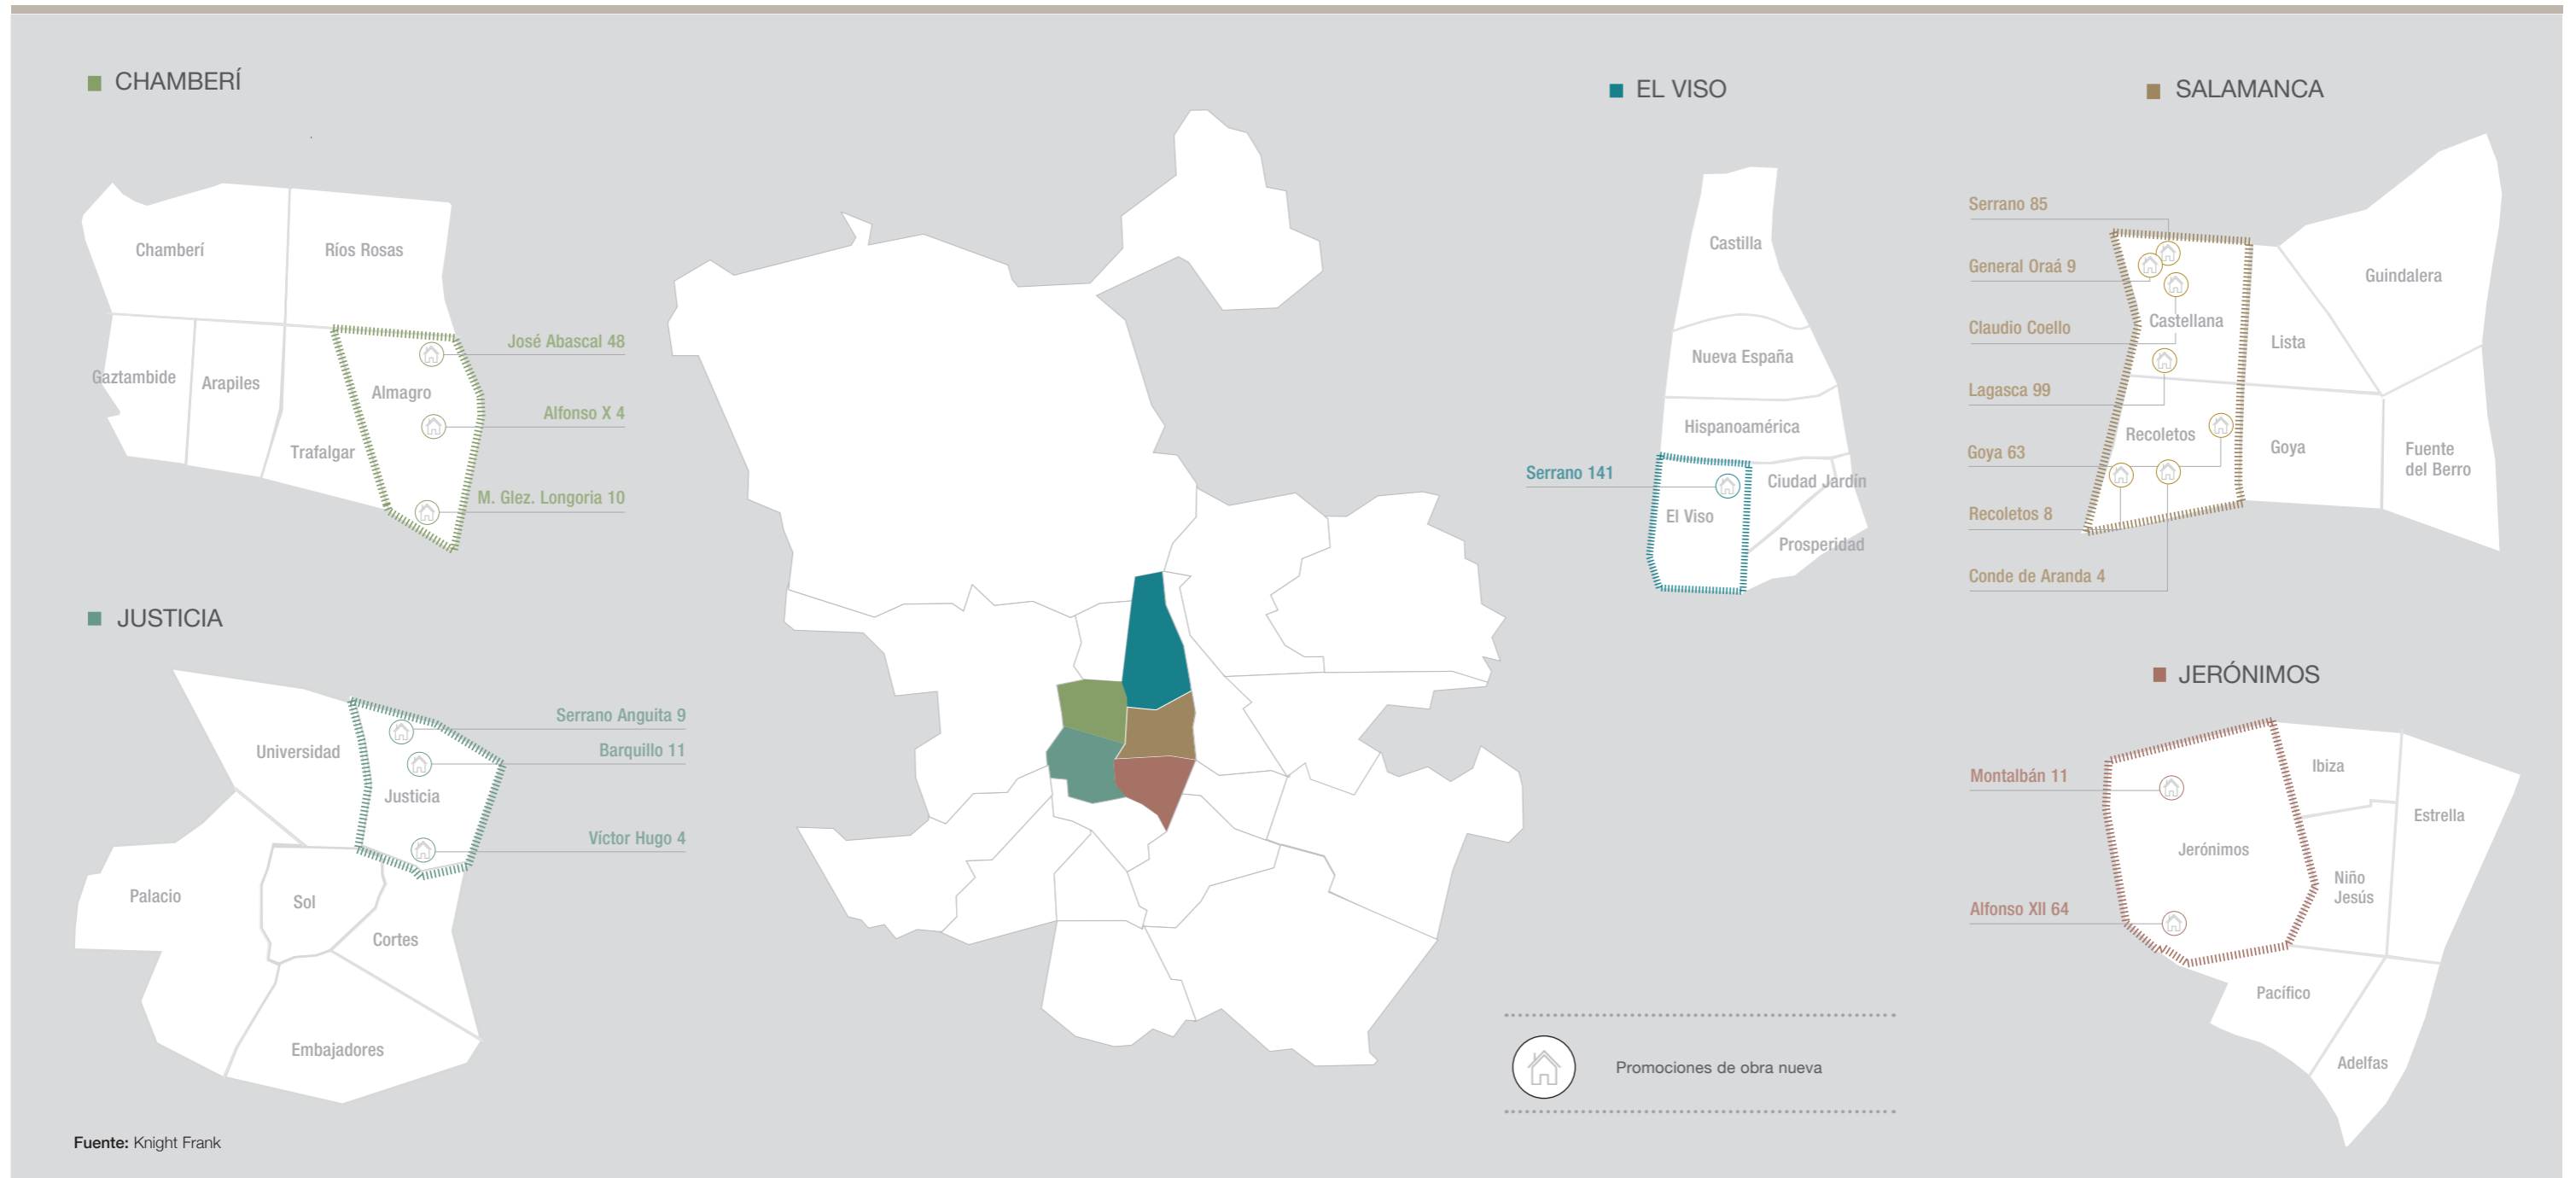 CHAMBERÍ
Chamberí
Ríos Rosas
Gaztambide
Arapiles
Trafalgar
Almagro
José Abascal 48
Alfonso X 4
M. Glez. Longoria 10
JUSTICIA
Universidad
Justicia
Palacio
Sol
Cortes
Embajadores
Serrano Anguita 9
Barquillo 11
Víctor Hugo 4
EL VISO
Castilla
Nueva España
Hispanoamérica
Ciudad Jardín
El Viso
Prosperidad
Serrano 141
SALAMANCA
Serrano 85
General Oraá 9
Claudio Coello
Lagasca 99
Goya 63
Recoletos 8
Conde de Aranda 4
Castellana
Recoletos
Lista
Guindalera
Goya
Fuente
del Berro
JERÓNIMOS
Montalbán 11
Alfonso XII 64
Jerónimos
Ibiza
Estrella
Niño
Jesús
Pacífico
Adelfas
Promociones de obra nueva
Fuente: Knight Frank